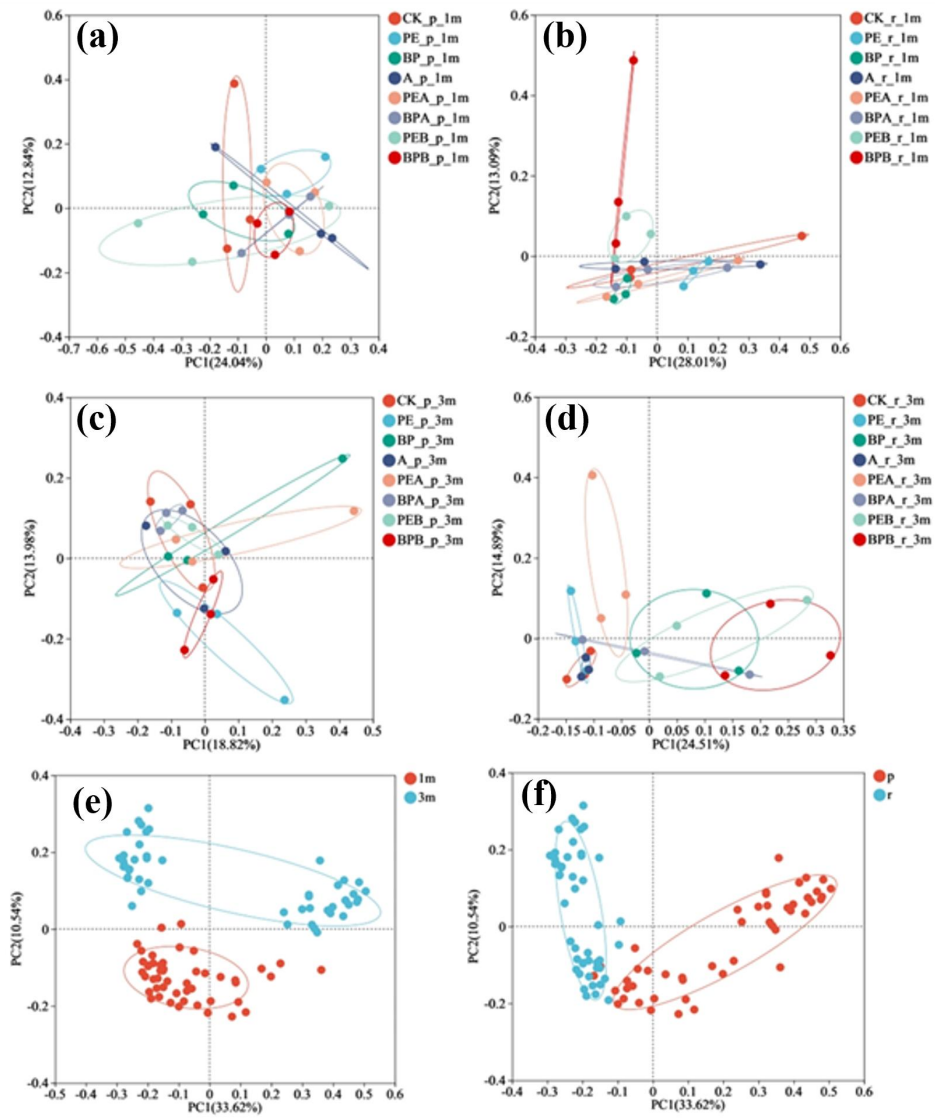 (a)
0.6
0.4
0.2
0
-0.2
-0.4
PC2(12.84%)
-0.7 -0.6 -0.5 -0.4 -0.3 -0.2 -0.1 0 0.1 0.2 0.3 0.4
PC1(24.04%)
CK_p_1m
PE_p_1m
BP_p_1m
A_p_1m
PEA_p_1m
BPA_p_1m
PEB_p_1m
BPB_p_1m
(b)
0.6
0.4
0.2
0
-0.2
PC2(13.09%)
-0.4 -0.3 -0.2 -0.1 0 0.1 0.2 0.3 0.4 0.5 0.6
PC1(28.01%)
CK_r_1m
PE_r_1m
BP_r_1m
A_r_1m
PEA_r_1m
BPA_r_1m
PEB_r_1m
BPB_r_1m
(c)
0.4
0.2
0
-0.2
-0.4
PC2(13.98%)
-0.4 -0.3 -0.2 -0.1 0 0.1 0.2 0.3 0.4 0.5
PC1(18.82%)
CK_p_3m
PE_p_3m
BP_p_3m
A_p_3m
PEA_p_3m
BPA_p_3m
PEB_p_3m
BPB_p_3m
(d)
0.6
0.4
0.2
0
-0.2
PC2(14.89%)
-0.2 -0.15 -0.1 -0.05 0 0.05 0.1 0.15 0.2 0.25 0.3 0.35
PC1(24.51%)
CK_r_3m
PE_r_3m
BP_r_3m
A_r_3m
PEA_r_3m
BPA_r_3m
PEB_r_3m
BPB_r_3m
(e)
0.4
0.2
0
-0.2
-0.4
PC2(10.54%)
-0.5 -0.4 -0.3 -0.2 -0.1 0 0.1 0.2 0.3 0.4 0.5 0.6
PC1(33.62%)
1m
3m
(f)
0.4
0.2
0
-0.2
-0.4
PC2(10.54%)
-0.4 -0.3 -0.2 -0.1 0 0.1 0.2 0.3 0.4 0.5 0.6
PC1(33.62%)
p
r